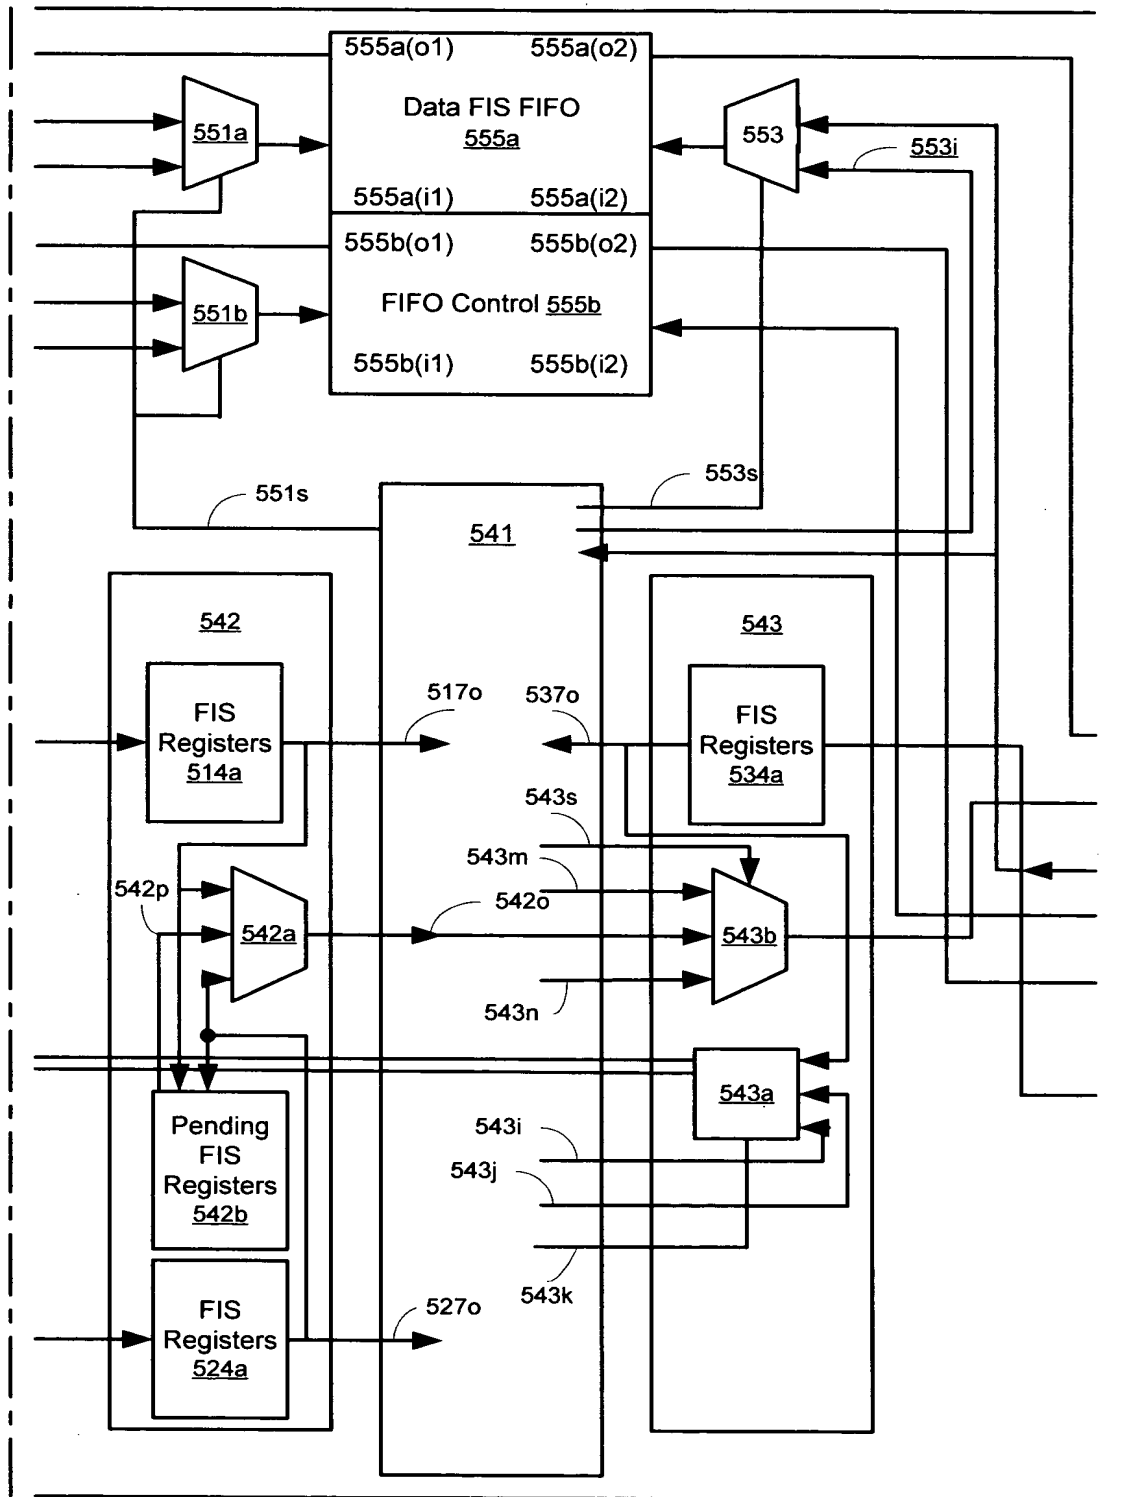 555a(o1) 555a(o2)
Data FIS FIFO
555a
551a
553
553i
555a(i1) 555a(i2)
555b(o1) 555b(o2)
551b
FIFO Control 555b
555b(i1) 555b(i2)
553s
551s
541
542
543
517o
537o
FIS
Registers
514a
FIS
Registers
534a
543s
543m
542p
542o
542a
543b
543n
543a
Pending
FIS
Registers
542b
543i
543j
543k
527o
FIS
Registers
524a